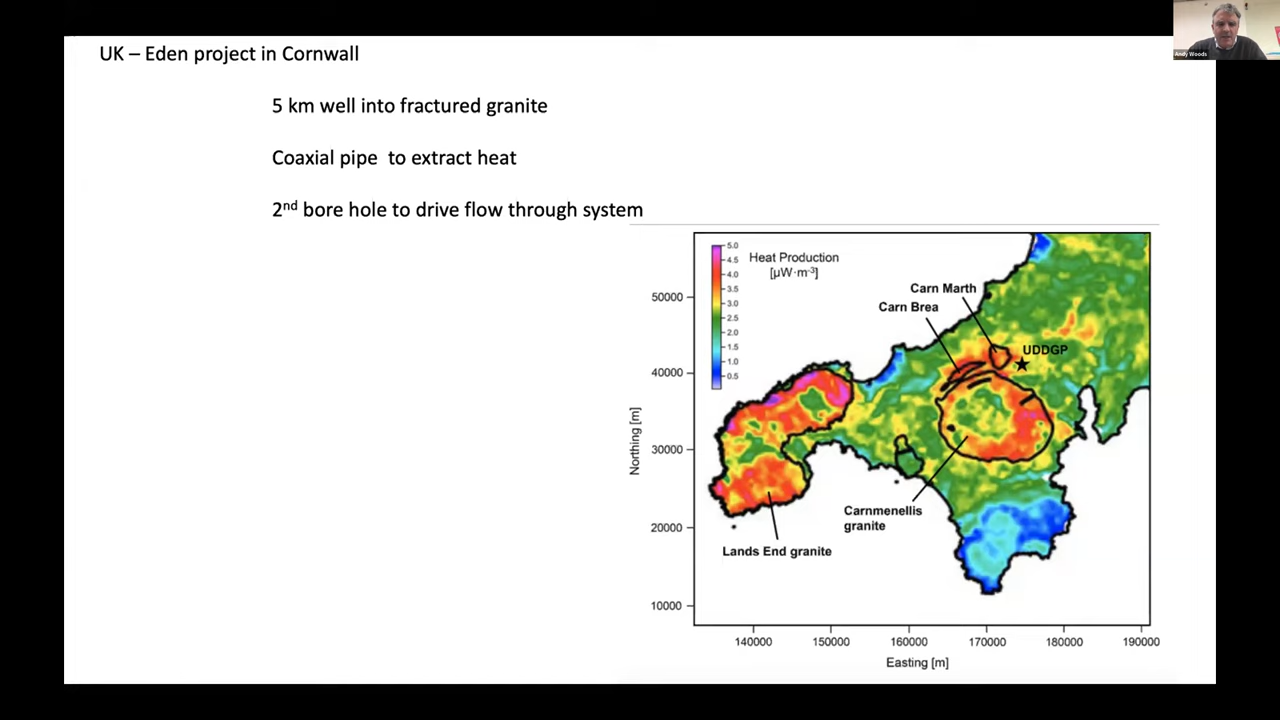 UK – Eden project in Cornwall
Andy Woods
5 km well into fractured granite
Coaxial pipe to extract heat
2nd bore hole to drive flow through system
Heat Production
[µW·m-3]
5.0
4.5
4.0
3.5
3.0
2.5
2.0
1.5
1.0
0.5
Carn Marth
Carn Brea
UDDGP
Carnmenellis
granite
Lands End granite
Northing [m]
50000
40000
30000
20000
10000
140000
150000
160000
170000
180000
190000
Easting [m]